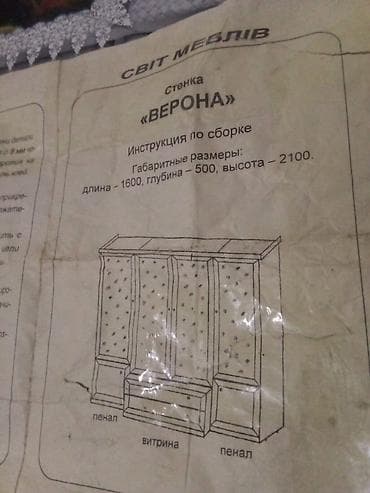 СВІТ МЕБЛІВ
стенка
«ВЕРОНА»
Инструкция по сборке
Габаритные размеры:
длина – 1600, глубина – 500, высота – 2100.
пенал
витрина
пенал